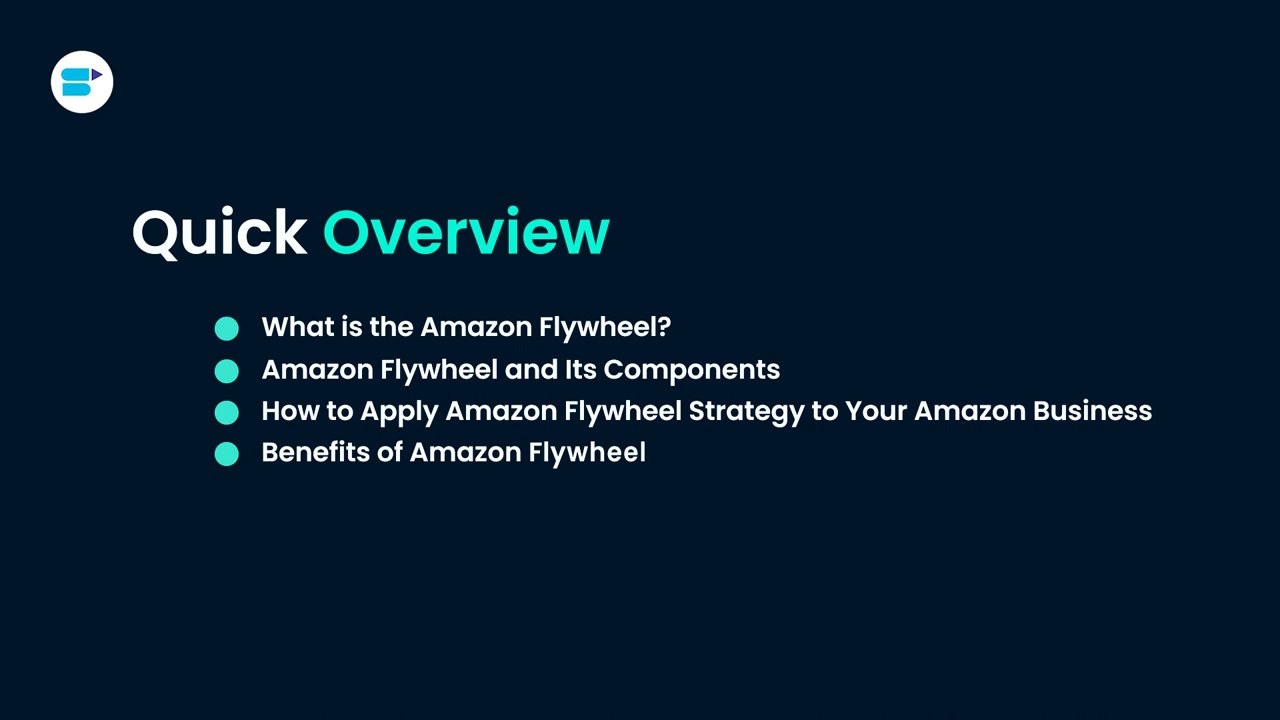 Quick Overview
What is the Amazon Flywheel?
Amazon Flywheel and Its Components
How to Apply Amazon Flywheel Strategy to Your Amazon Business
Benefits of Amazon Flywheel